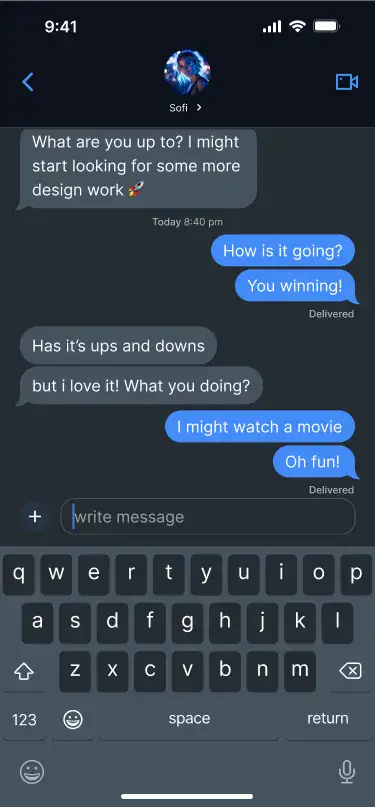 9:41
Sofi >
What are you up to? I might
start looking for some more
design work 🚀
Today 8:40 pm
How is it going?
You winning!
Delivered
Has it’s ups and downs
but i love it! What you doing?
I might watch a movie
Oh fun!
Delivered
+ write message
q w e r t y u i o p
a s d f g h j k l
z x c v b n m
123 space return